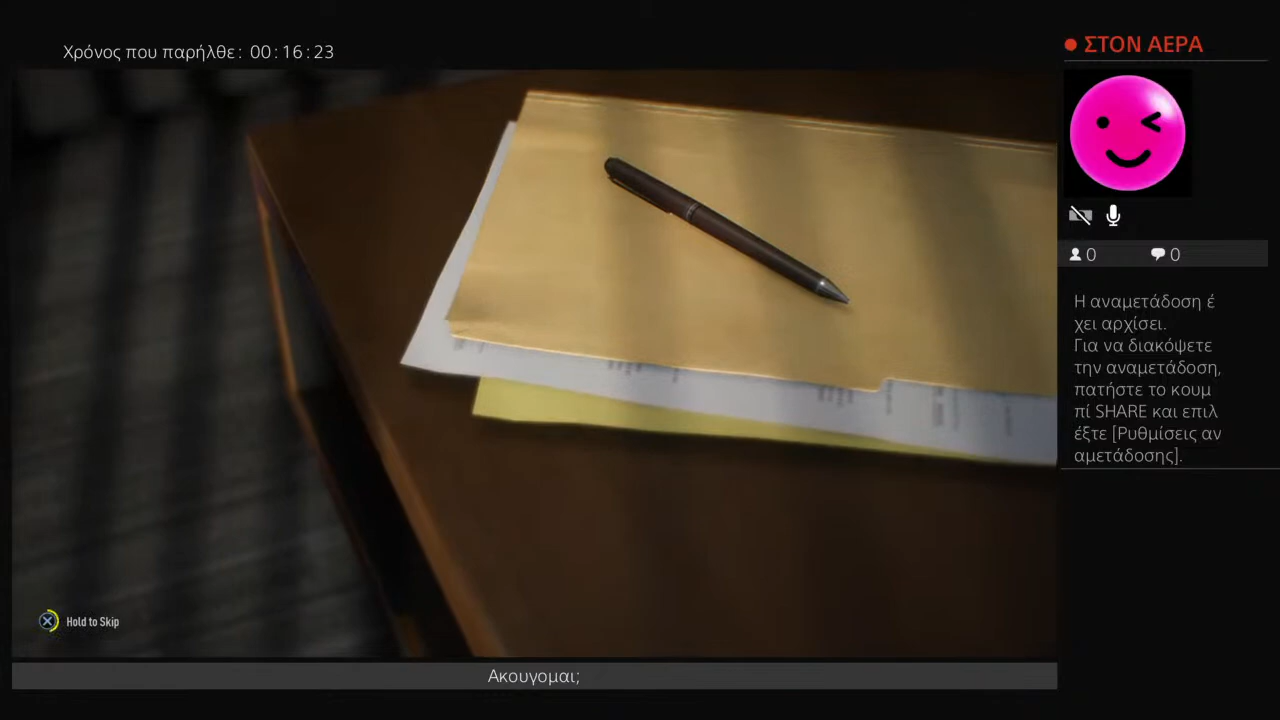 Χρόνος που παρήλθε: 00:16:23
ΣΤΟΝ ΑΕΡΑ
0
0
Η αναμετάδοση έ
χει αρχίσει.
Για να διακόψετε
την αναμετάδοση,
πατήστε το κουμ
πί SHARE και επιλ
έξτε [Ρυθμίσεις αν
αμετάδοσης].
Hold to Skip
Ακουγομαι;